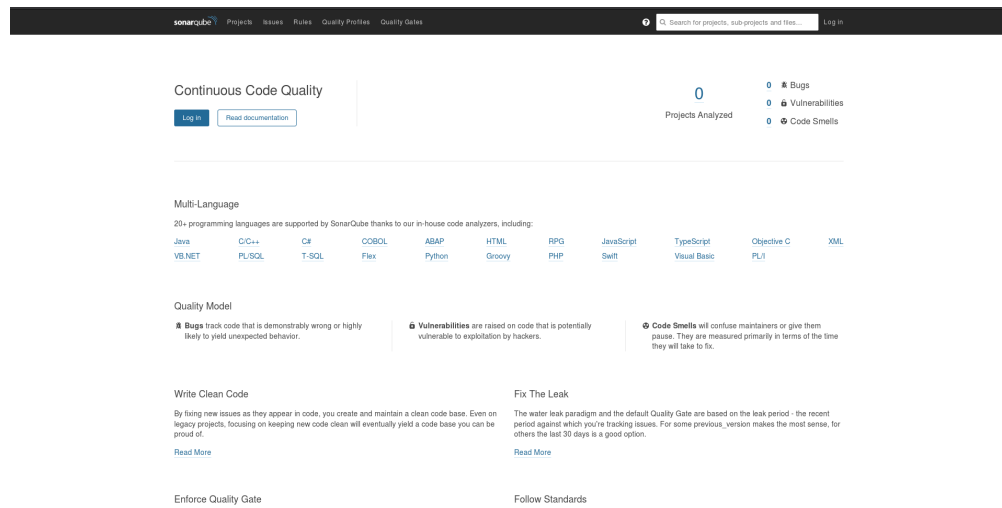 sonarqube Projects Issues Rules Quality Profiles Quality Gates Search for projects, sub-projects and files... Log in
Continuous Code Quality
Log in Read documentation
0
Projects Analyzed
0 Bugs
0 Vulnerabilities
0 Code Smells
Multi-Language
20+ programming languages are supported by SonarQube thanks to our in-house code analyzers, including:
Java C/C++ C# COBOL ABAP HTML RPG JavaScript TypeScript Objective C XML
VB.NET PL/SQL T-SQL Flex Python Groovy PHP Swift Visual Basic PL/I
Quality Model
Bugs track code that is demonstrably wrong or highly
likely to yield unexpected behavior.
Vulnerabilities are raised on code that is potentially
vulnerable to exploitation by hackers.
Code Smells will confuse maintainers or give them
pause. They are measured primarily in terms of the time
they will take to fix.
Write Clean Code
By fixing new issues as they appear in code, you create and maintain a clean code base. Even on
legacy projects, focusing on keeping new code clean will eventually yield a code base you can be
proud of.
Read More
Fix The Leak
The water leak paradigm and the default Quality Gate are based on the leak period - the recent
period against which you're tracking issues. For some previous_version makes the most sense, for
others the last 30 days is a good option.
Read More
Enforce Quality Gate
Follow Standards